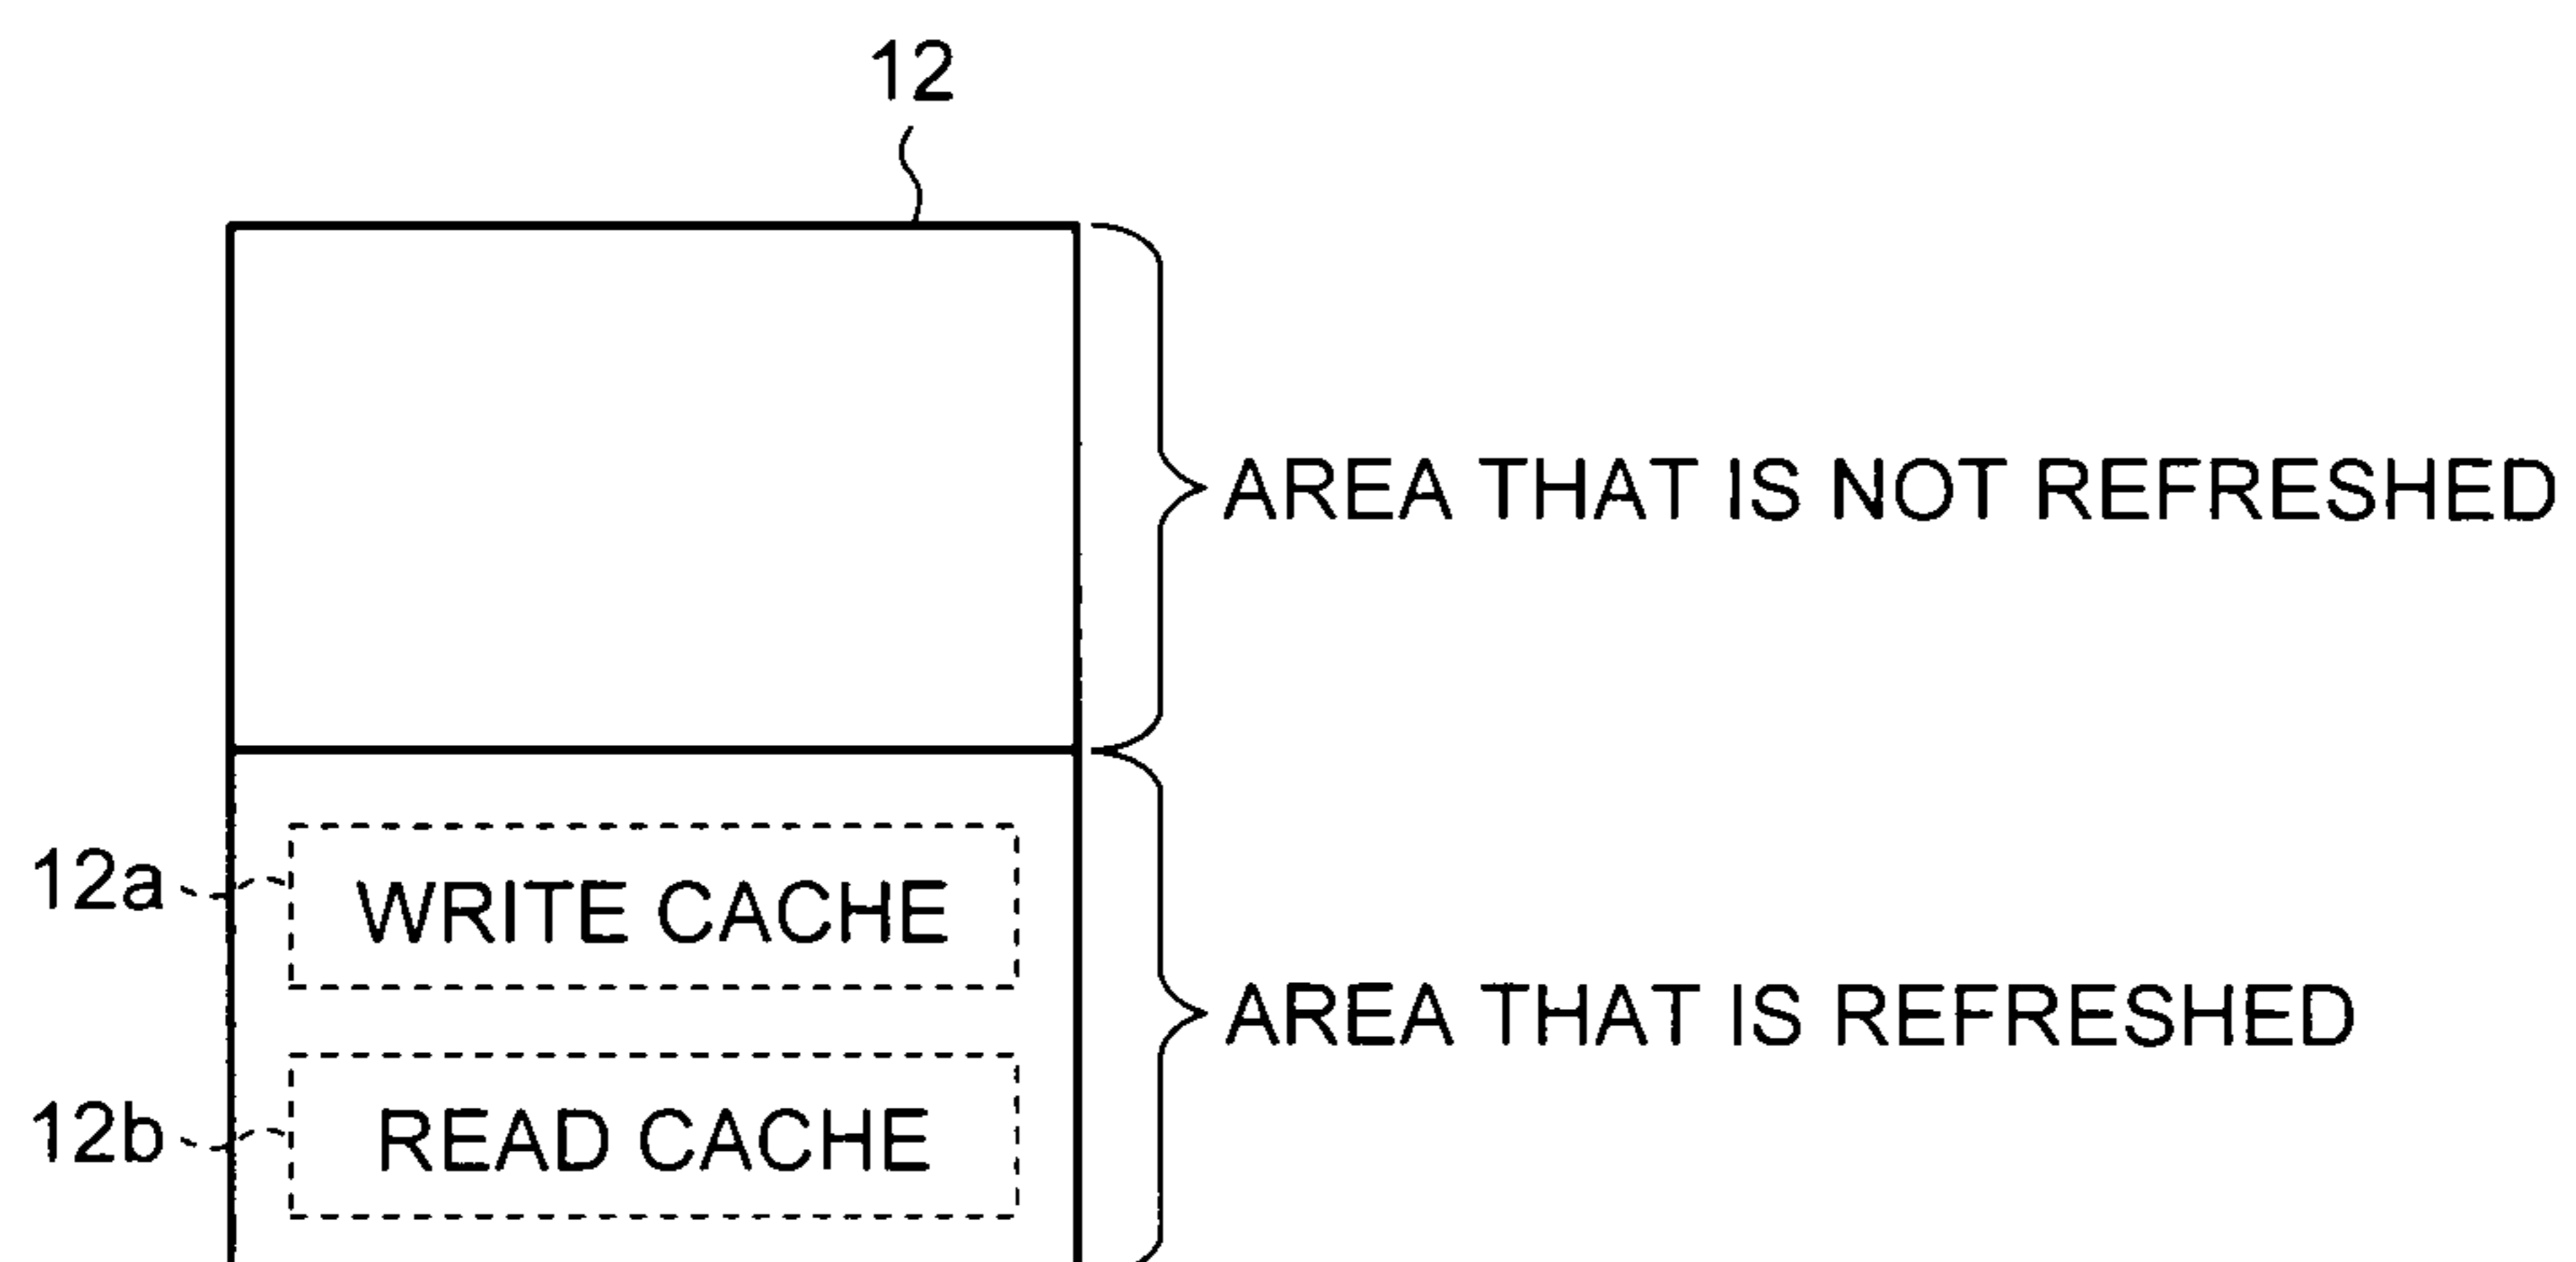 12
AREA THAT IS NOT REFRESHED
12a
WRITE CACHE
AREA THAT IS REFRESHED
12b
READ CACHE